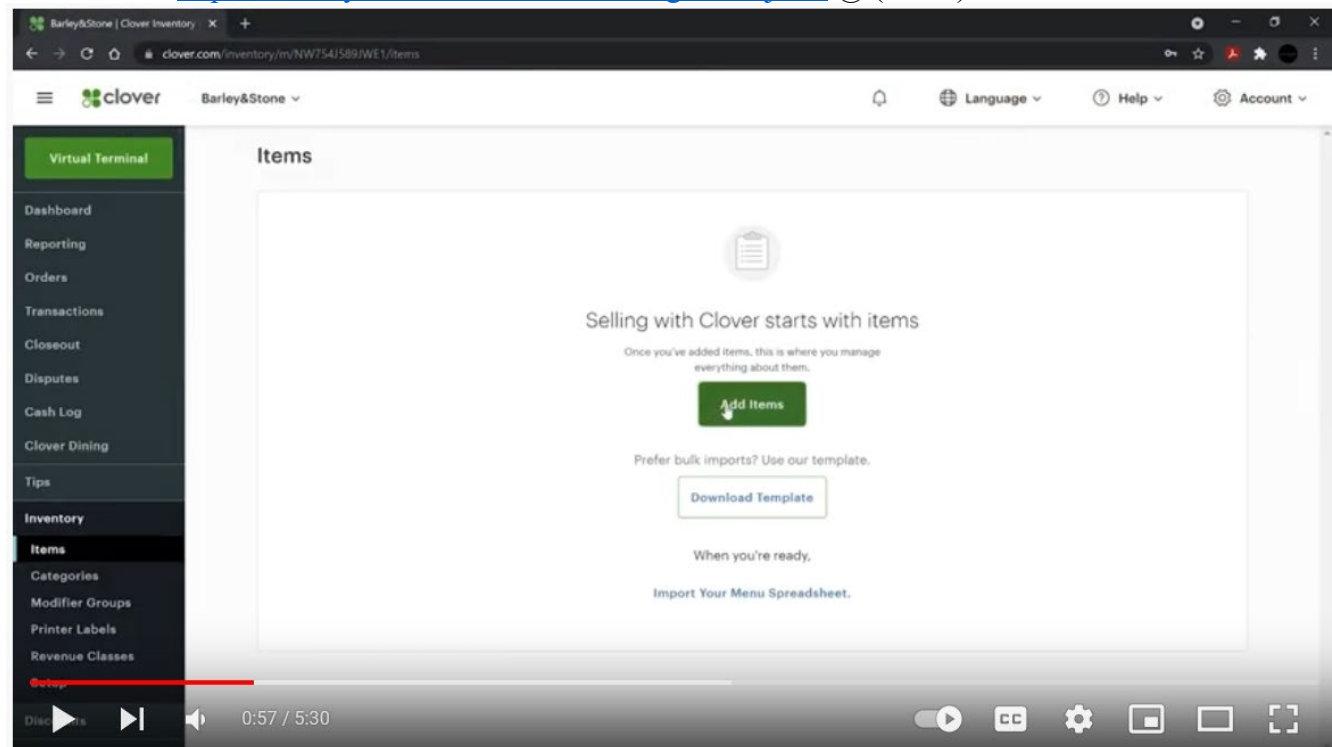 Barley&Stone | Clover Inventory
clover.com/inventory/m/NW754J589JWE1/items
clover
Barley&Stone
Language
Help
Account
Virtual Terminal
Dashboard
Reporting
Orders
Transactions
Closeout
Disputes
Cash Log
Clover Dining
Tips
Inventory
Items
Categories
Modifier Groups
Printer Labels
Revenue Classes
Setup
Discounts
Items
Selling with Clover starts with items
Once you've added items, this is where you manage
everything about them.
Add Items
Prefer bulk imports? Use our template.
Download Template
When you're ready,
Import Your Menu Spreadsheet.
0:57 / 5:30
CC